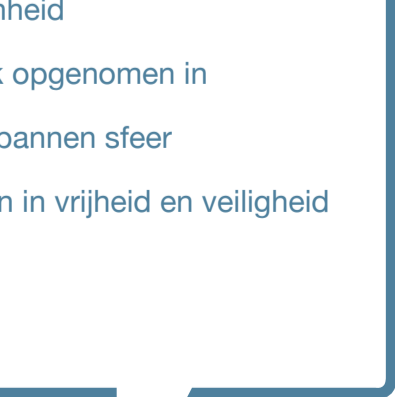 nheid
opgenomen in
pannen sfeer
n in vrijheid en veiligheid